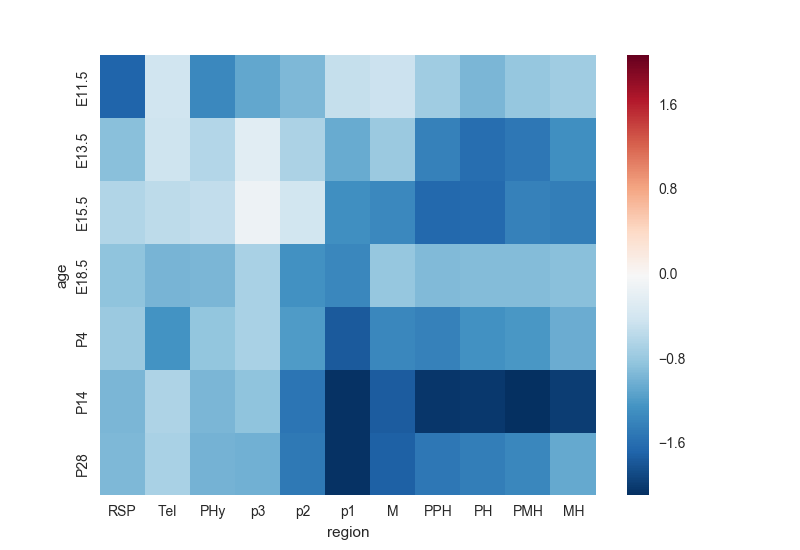 E11.5
E13.5
E15.5
E18.5
P4
P14
P28
age
RSP Tel PHy p3 p2 p1 M PPH PH PMH MH
region
1.6
0.8
0.0
−0.8
−1.6